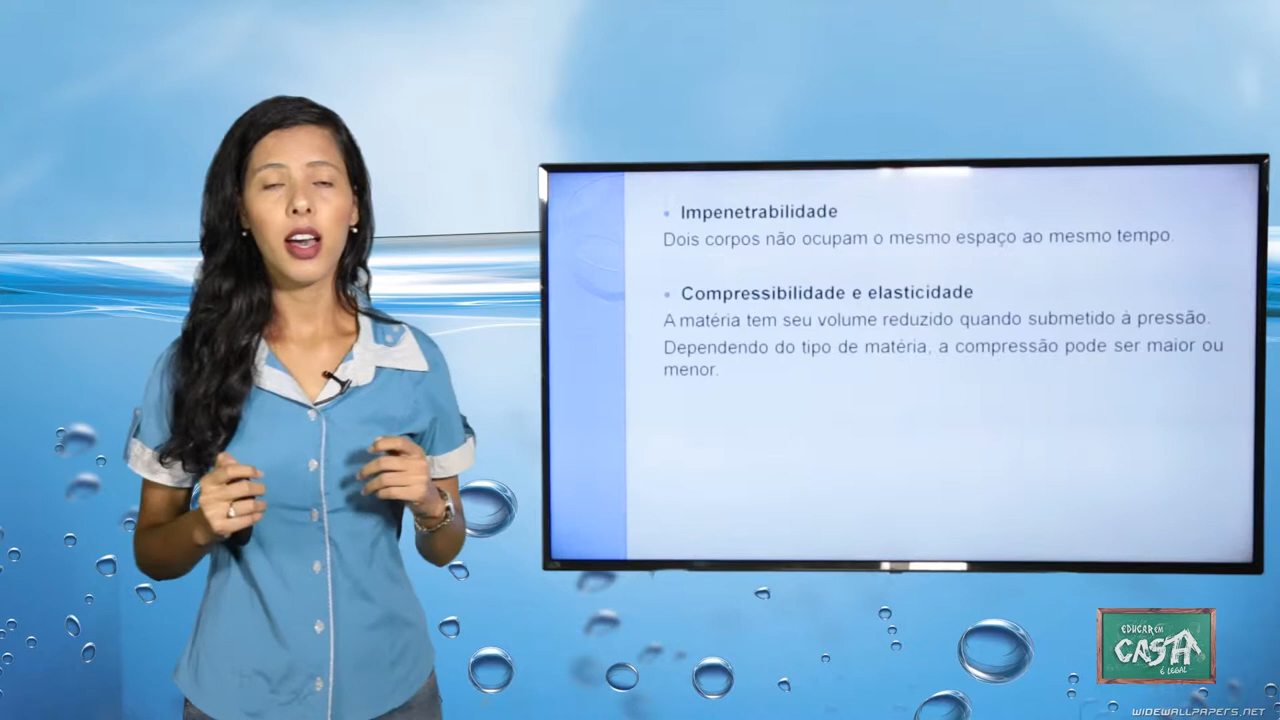 Impenetrabilidade
Dois corpos não ocupam o mesmo espaço ao mesmo tempo.
Compressibilidade e elasticidade
A matéria tem seu volume reduzido quando submetido à pressão.
Dependendo do tipo de matéria, a compressão pode ser maior ou
menor.
EDUCAR EM
CASA
É LEGAL
WIDEWALLPAPERS.NET